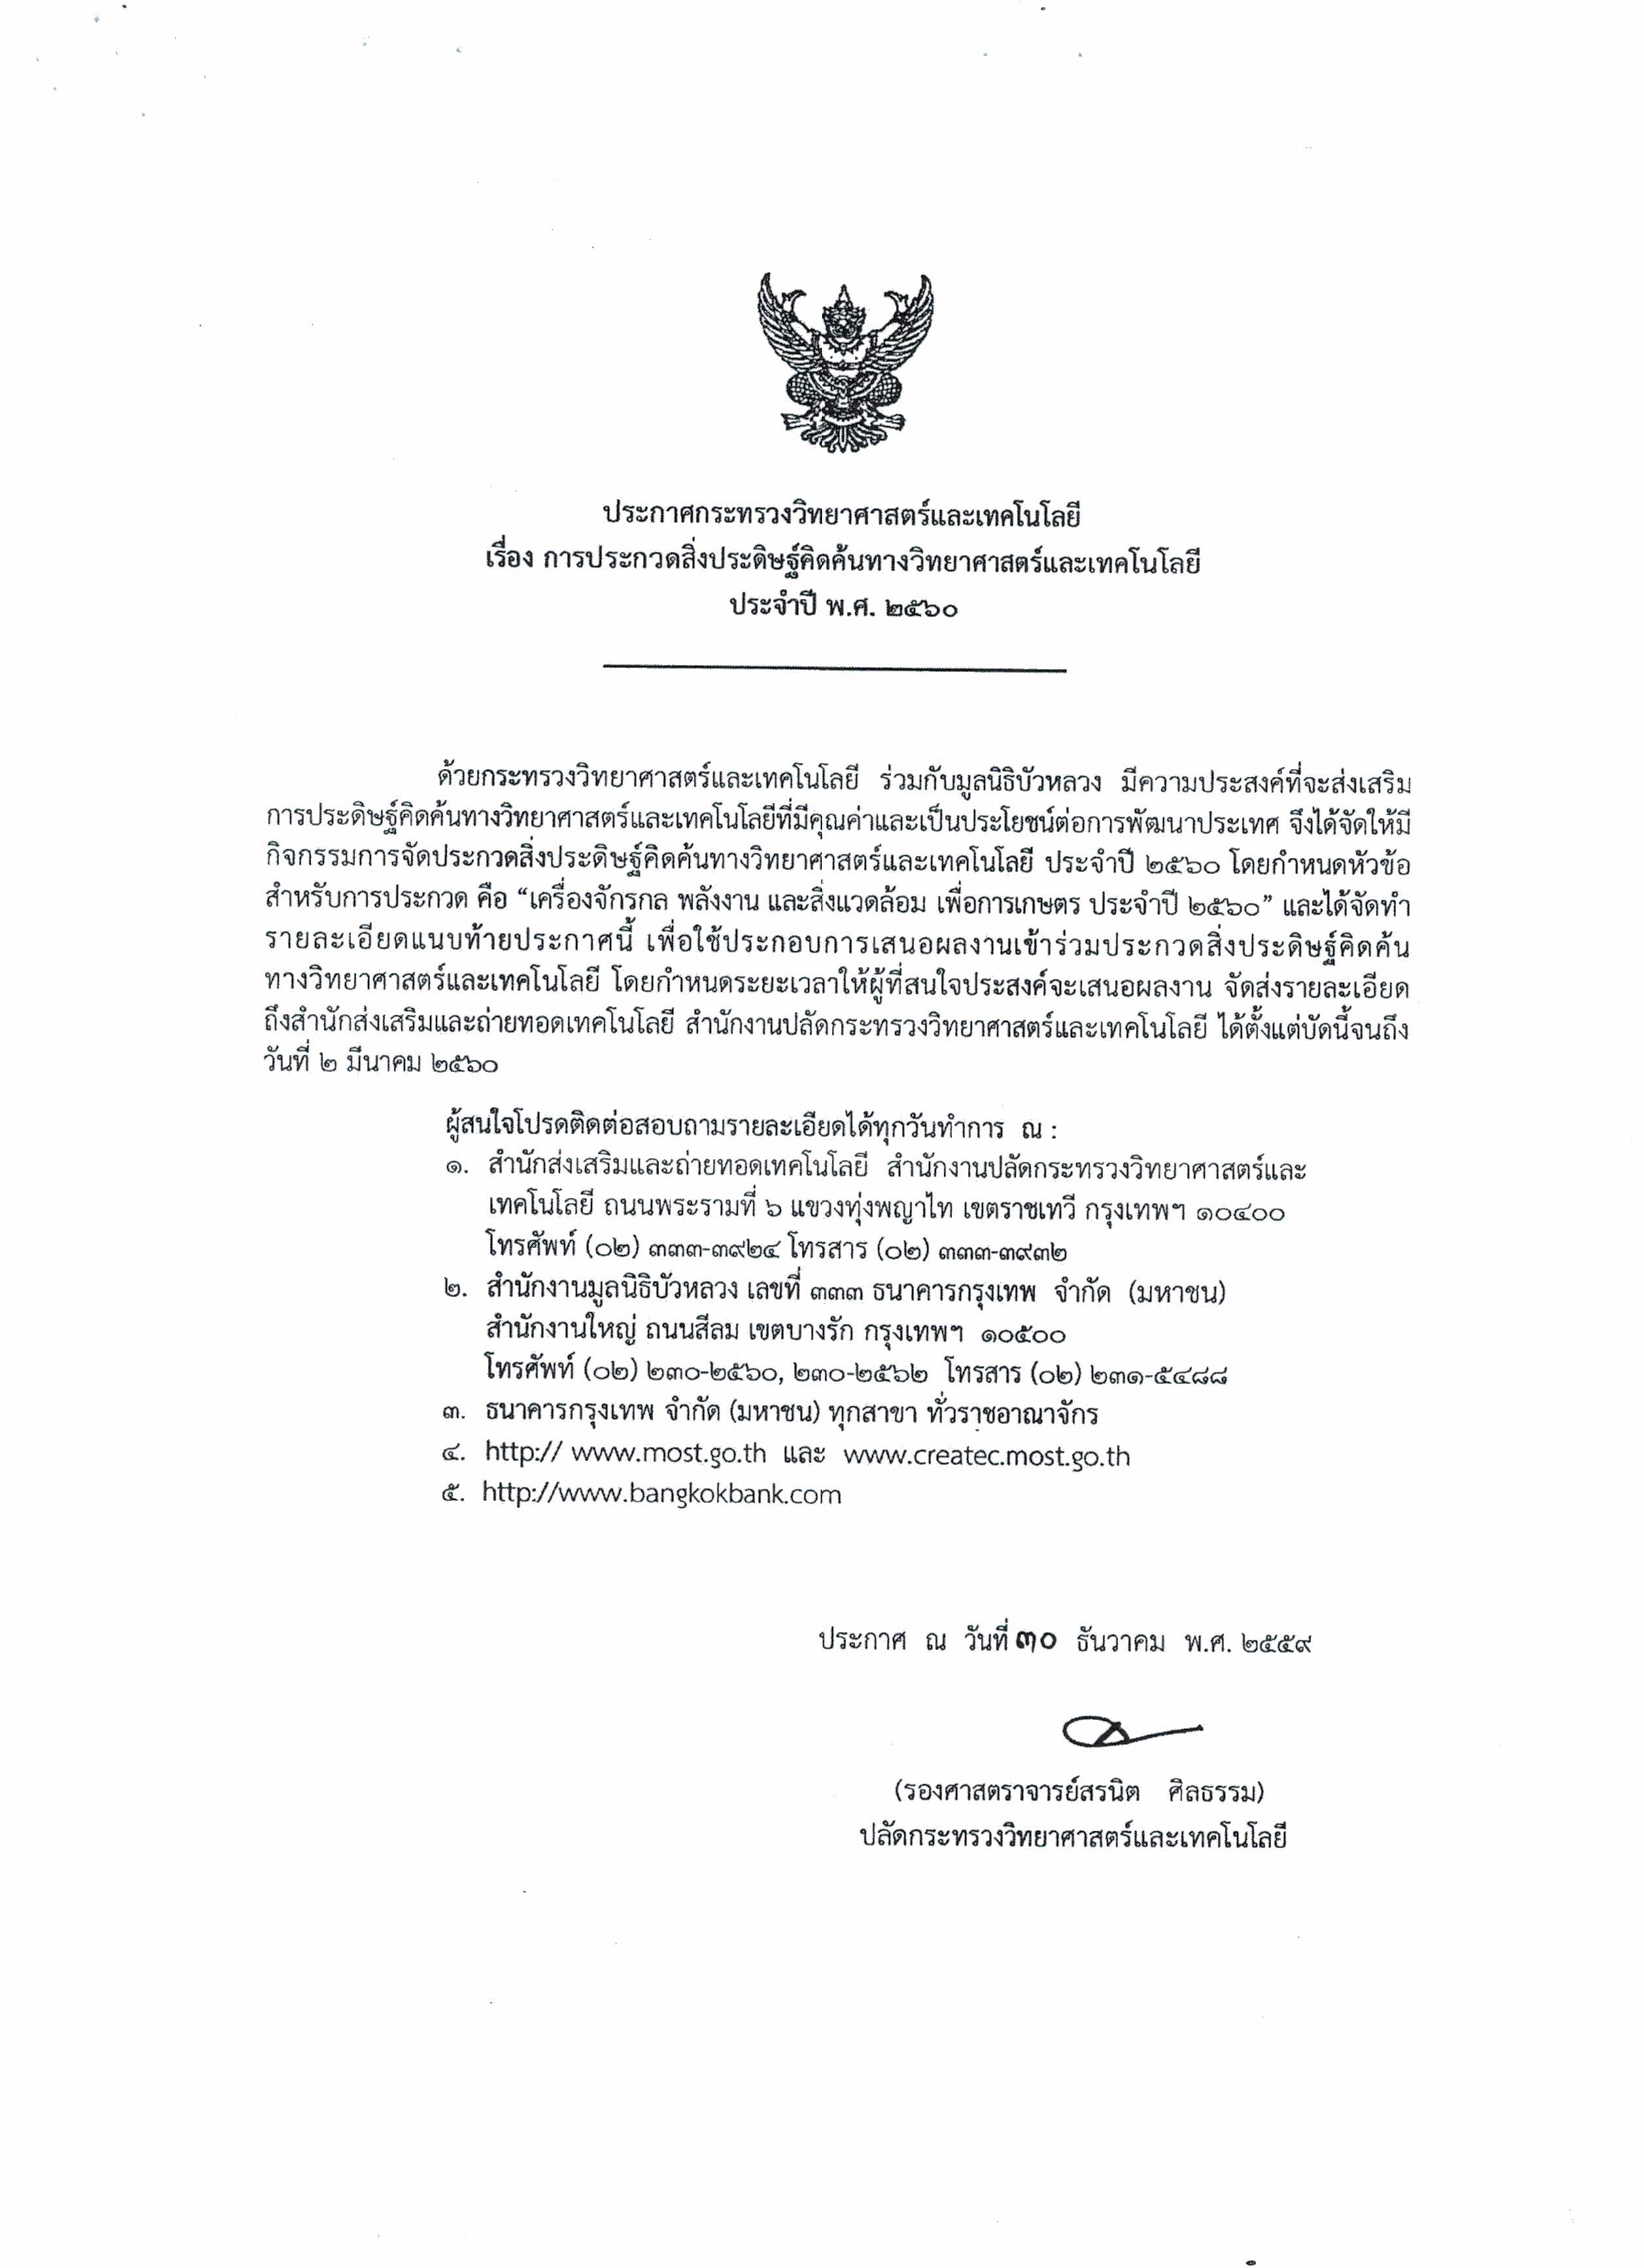 ประกาศกระทรวงวิทยาศาสตร์และเทคโนโลยี
เรื่อง การประกวดสิ่งประดิษฐ์คิดค้นทางวิทยาศาสตร์และเทคโนโลยี
ประจำปี พ.ศ. ๒๕๖๐
ด้วยกระทรวงวิทยาศาสตร์และเทคโนโลยี ร่วมกับมูลนิธิบัวหลวง มีความประสงค์ที่จะส่งเสริม
การประดิษฐ์คิดค้นทางวิทยาศาสตร์และเทคโนโลยีที่มีคุณค่าและเป็นประโยชน์ต่อการพัฒนาประเทศ จึงได้จัดให้มี
กิจกรรมการจัดประกวดสิ่งประดิษฐ์คิดค้นทางวิทยาศาสตร์และเทคโนโลยี ประจำปี ๒๕๖๐ โดยกำหนดหัวข้อ
สำหรับการประกวด คือ “เครื่องจักรกล พลังงาน และสิ่งแวดล้อม เพื่อการเกษตร ประจำปี ๒๕๖๐” และได้จัดทำ
รายละเอียดแนบท้ายประกาศนี้ เพื่อใช้ประกอบการเสนอผลงานเข้าร่วมประกวดสิ่งประดิษฐ์คิดค้น
ทางวิทยาศาสตร์และเทคโนโลยี โดยกำหนดระยะเวลาให้ผู้ที่สนใจประสงค์จะเสนอผลงาน จัดส่งรายละเอียด
ถึงสำนักส่งเสริมและถ่ายทอดเทคโนโลยี สำนักงานปลัดกระทรวงวิทยาศาสตร์และเทคโนโลยี ได้ตั้งแต่บัดนี้จนถึง
วันที่ ๒ มีนาคม ๒๕๖๐
ผู้สนใจโปรดติดต่อสอบถามรายละเอียดได้ทุกวันทำการ ณ :
๑. สำนักส่งเสริมและถ่ายทอดเทคโนโลยี สำนักงานปลัดกระทรวงวิทยาศาสตร์และ
เทคโนโลยี ถนนพระรามที่ ๖ แขวงทุ่งพญาไท เขตราชเทวี กรุงเทพฯ ๑๐๔๐๐
โทรศัพท์ (๐๒) ๓๓๓-๓๙๒๔ โทรสาร (๐๒) ๓๓๓-๓๙๓๒
๒. สำนักงานมูลนิธิบัวหลวง เลขที่ ๓๓๓ ธนาคารกรุงเทพ จำกัด (มหาชน)
สำนักงานใหญ่ ถนนสีลม เขตบางรัก กรุงเทพฯ ๑๐๕๐๐
โทรศัพท์ (๐๒) ๒๓๐-๒๕๖๐, ๒๓๐-๒๕๖๒ โทรสาร (๐๒) ๒๓๑-๕๔๘๘
๓. ธนาคารกรุงเทพ จำกัด (มหาชน) ทุกสาขา ทั่วราชอาณาจักร
๔. http:// www.most.go.th และ www.createc.most.go.th
๕. http://www.bangkokbank.com
ประกาศ ณ วันที่ ๓๐ ธันวาคม พ.ศ. ๒๕๕๙
(รองศาสตราจารย์สรนิต ศิลธรรม)
ปลัดกระทรวงวิทยาศาสตร์และเทคโนโลยี